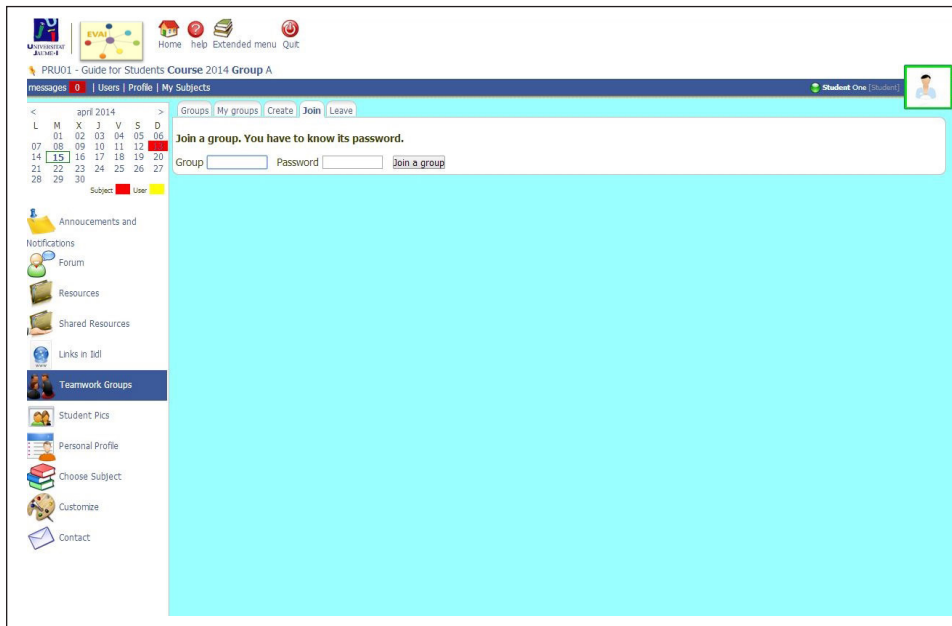 UNIVERSITAT
JAUME·I
EVAI
Home help Extended menu Quit
PRU01 - Guide for Students Course 2014 Group A
messages 0 | Users | Profile | My Subjects
Student One [Student]
< april 2014 >
L M X J V S D
01 02 03 04 05 06
07 08 09 10 11 12
14 15 16 17 18 19 20
21 22 23 24 25 26 27
28 29 30
Subject User
Groups My groups Create Join Leave
Join a group. You have to know its password.
Group Password Join a group
Annoucements and
Notifications
Forum
Resources
Shared Resources
Links in Iidl
Teamwork Groups
Student Pics
Personal Profile
Choose Subject
Customize
Contact